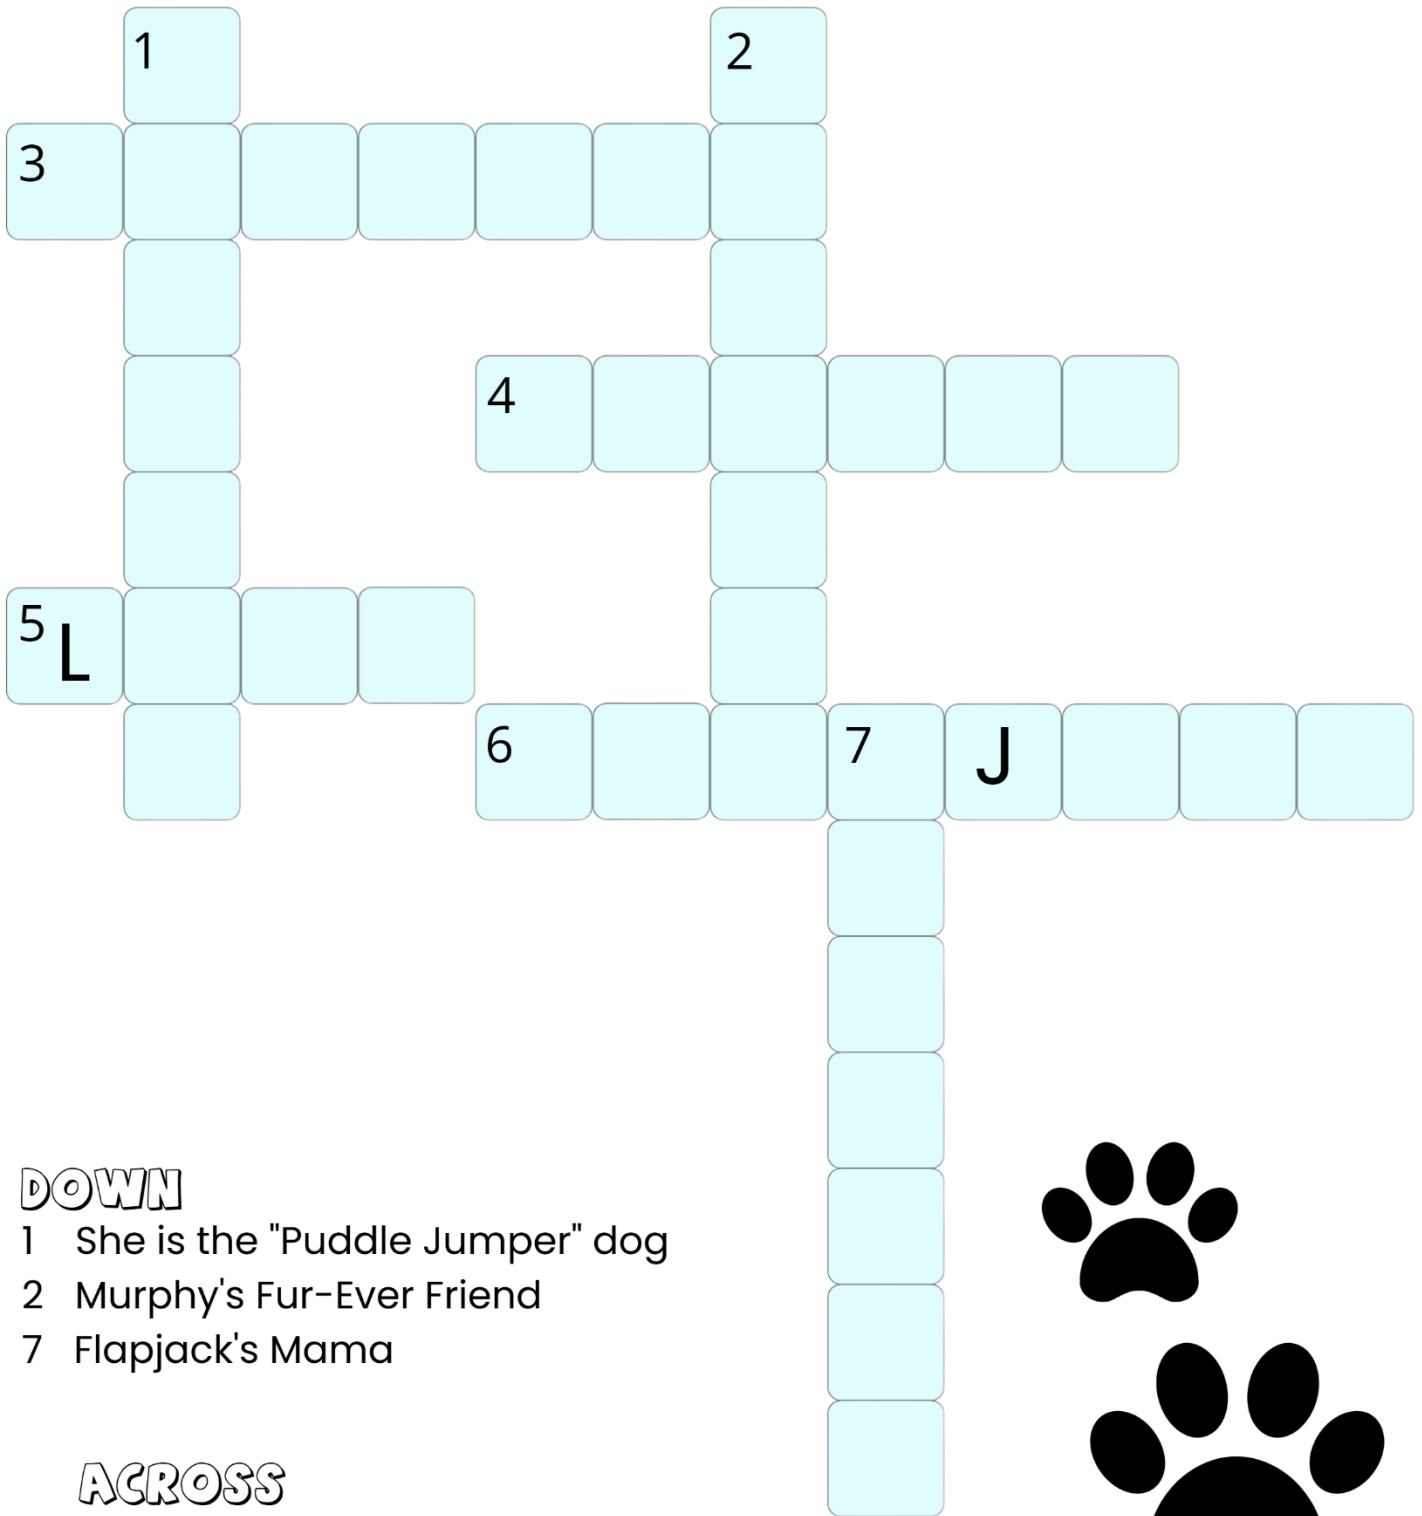 1 2
3
4
5 L
6 7 J
DOWN
1 She is the "Puddle Jumper" dog
2 Murphy's Fur-Ever Friend
7 Flapjack's Mama
ACROSS